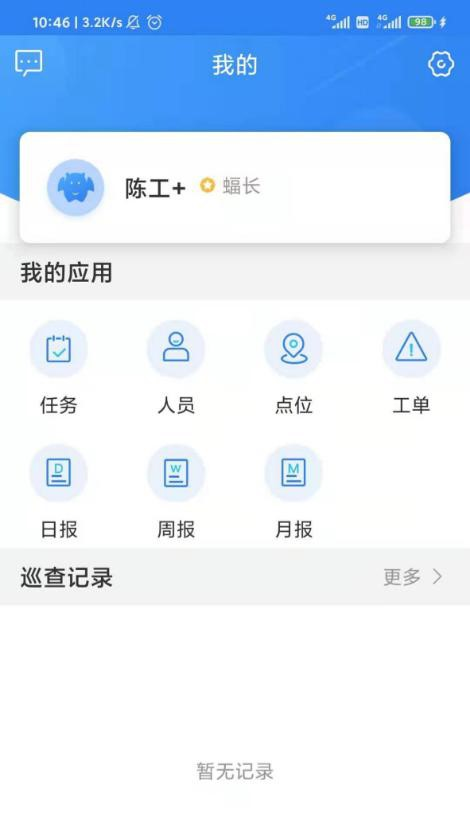 10:46 | 3.2K/s 4G HD 4G 98
我的
陈工+ 蝠长
我的应用
任务 人员 点位 工单
D W M
日报 周报 月报
巡查记录 更多
暂无记录